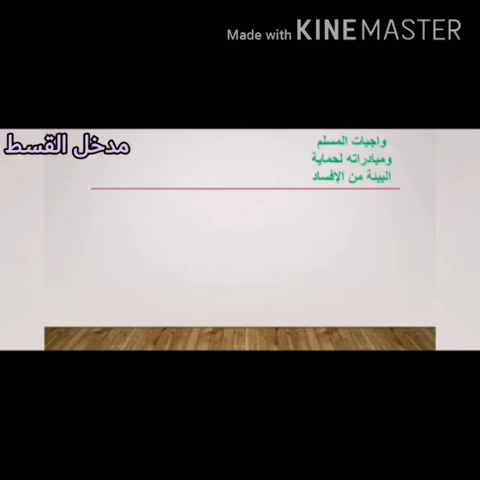 Made with KINEMASTER
مدخل القسط
واجبات المسلم
ومبادراته لحماية
البيئة من الإفساد